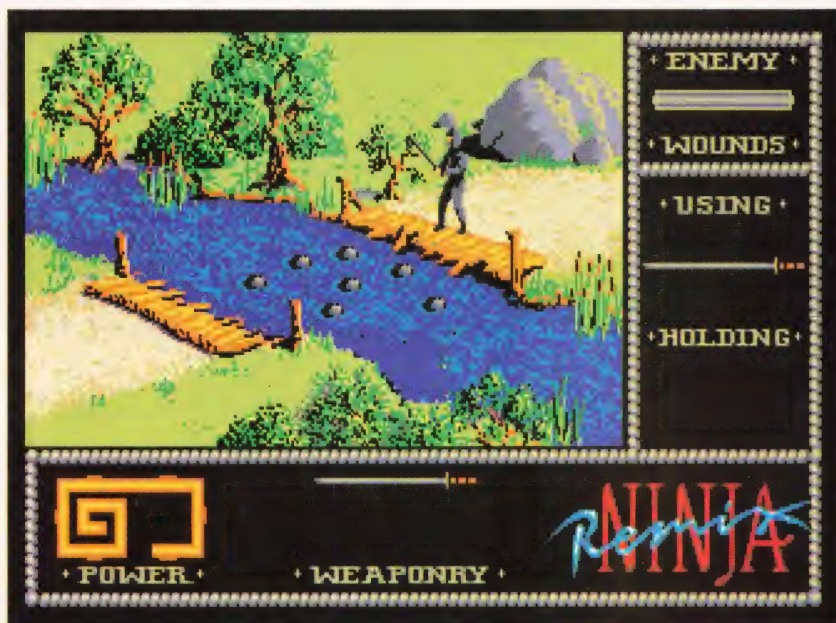 ENEMY
WOUNDS
USING
HOLDING
POWER
WEAPONRY
NINJA
Remix